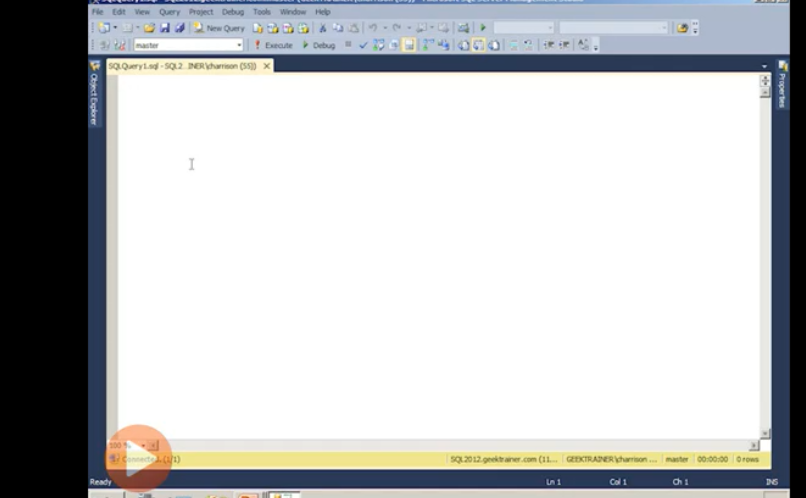 File Edit View Query Project Debug Tools Window Help
New Query
master Execute Debug
SQLQuery1.sql - SQL2...INER\charrison (55))
Object Explorer
Properties
100 %
(1/1) SQL2012.geektrainer.com (11... GEEKTRAINER\charrison ... master 00:00:00 0 rows
Ready Ln 1 Col 1 Ch 1 INS